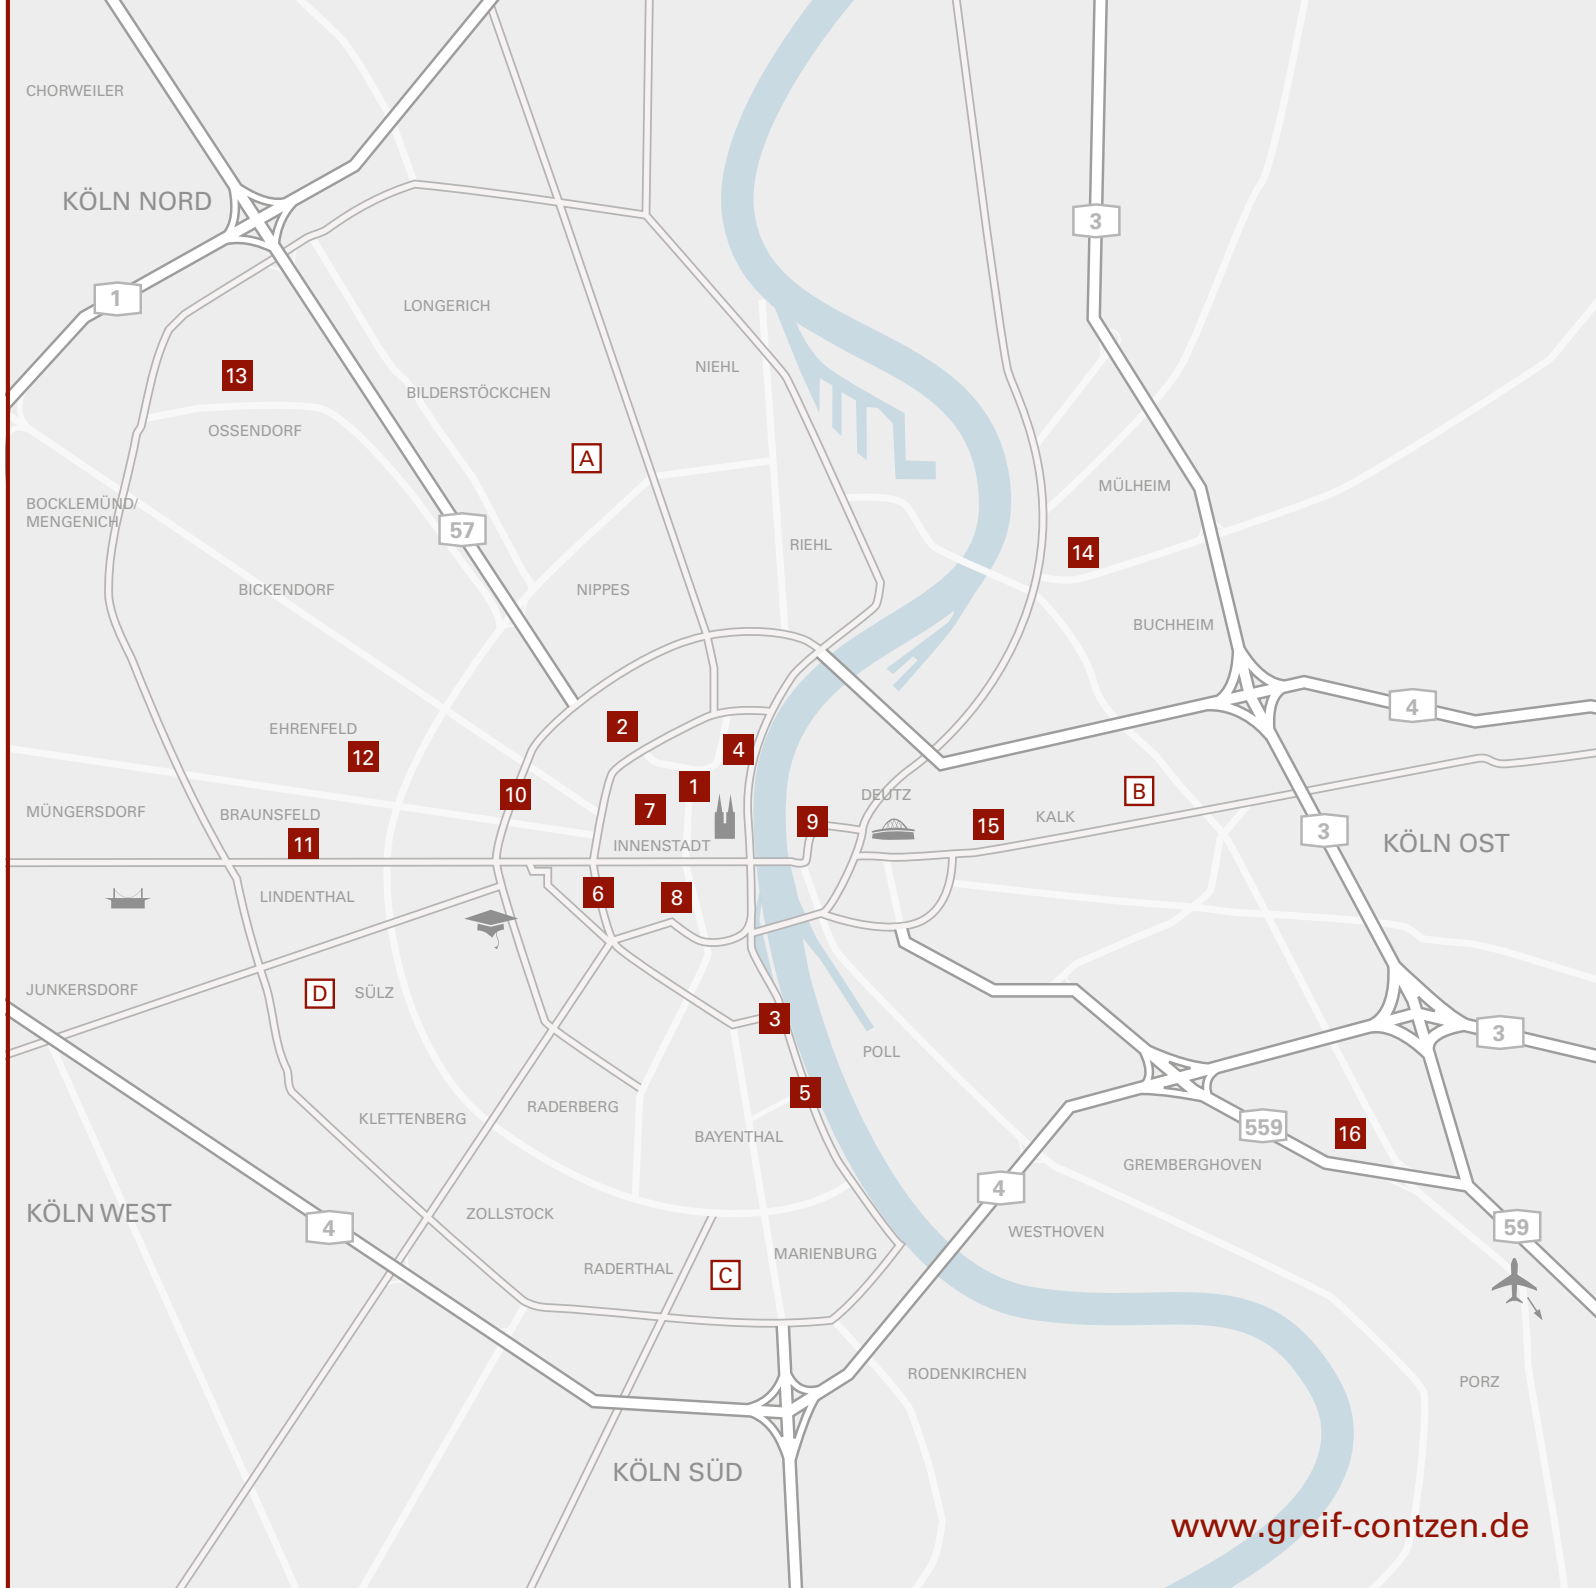 CHORWEILER
KÖLN NORD
3
1
LONGERICH
NIEHL
13
BILDERSTÖCKCHEN
OSSENDORF
A
MÜLHEIM
BOCKLEMÜND/
MENGENICH
57
RIEHL
14
BICKENDORF
NIPPES
BUCHHEIM
4
2
EHRENFELD
4
12
1
B
10
DEUTZ
7
MÜNGERSDORF
BRAUNSFELD
9
15
KALK
3
11
INNENSTADT
KÖLN OST
6
8
LINDENTHAL
JUNKERSDORF
D
SÜLZ
3
3
POLL
5
RADERBERG
KLETTENBERG
559
16
BAYENTHAL
GREMBERGHOVEN
4
KÖLN WEST
ZOLLSTOCK
4
59
WESTHOVEN
MARIENBURG
RADERTHAL
C
RODENKIRCHEN
PORZ
KÖLN SÜD
www.greif-contzen.de